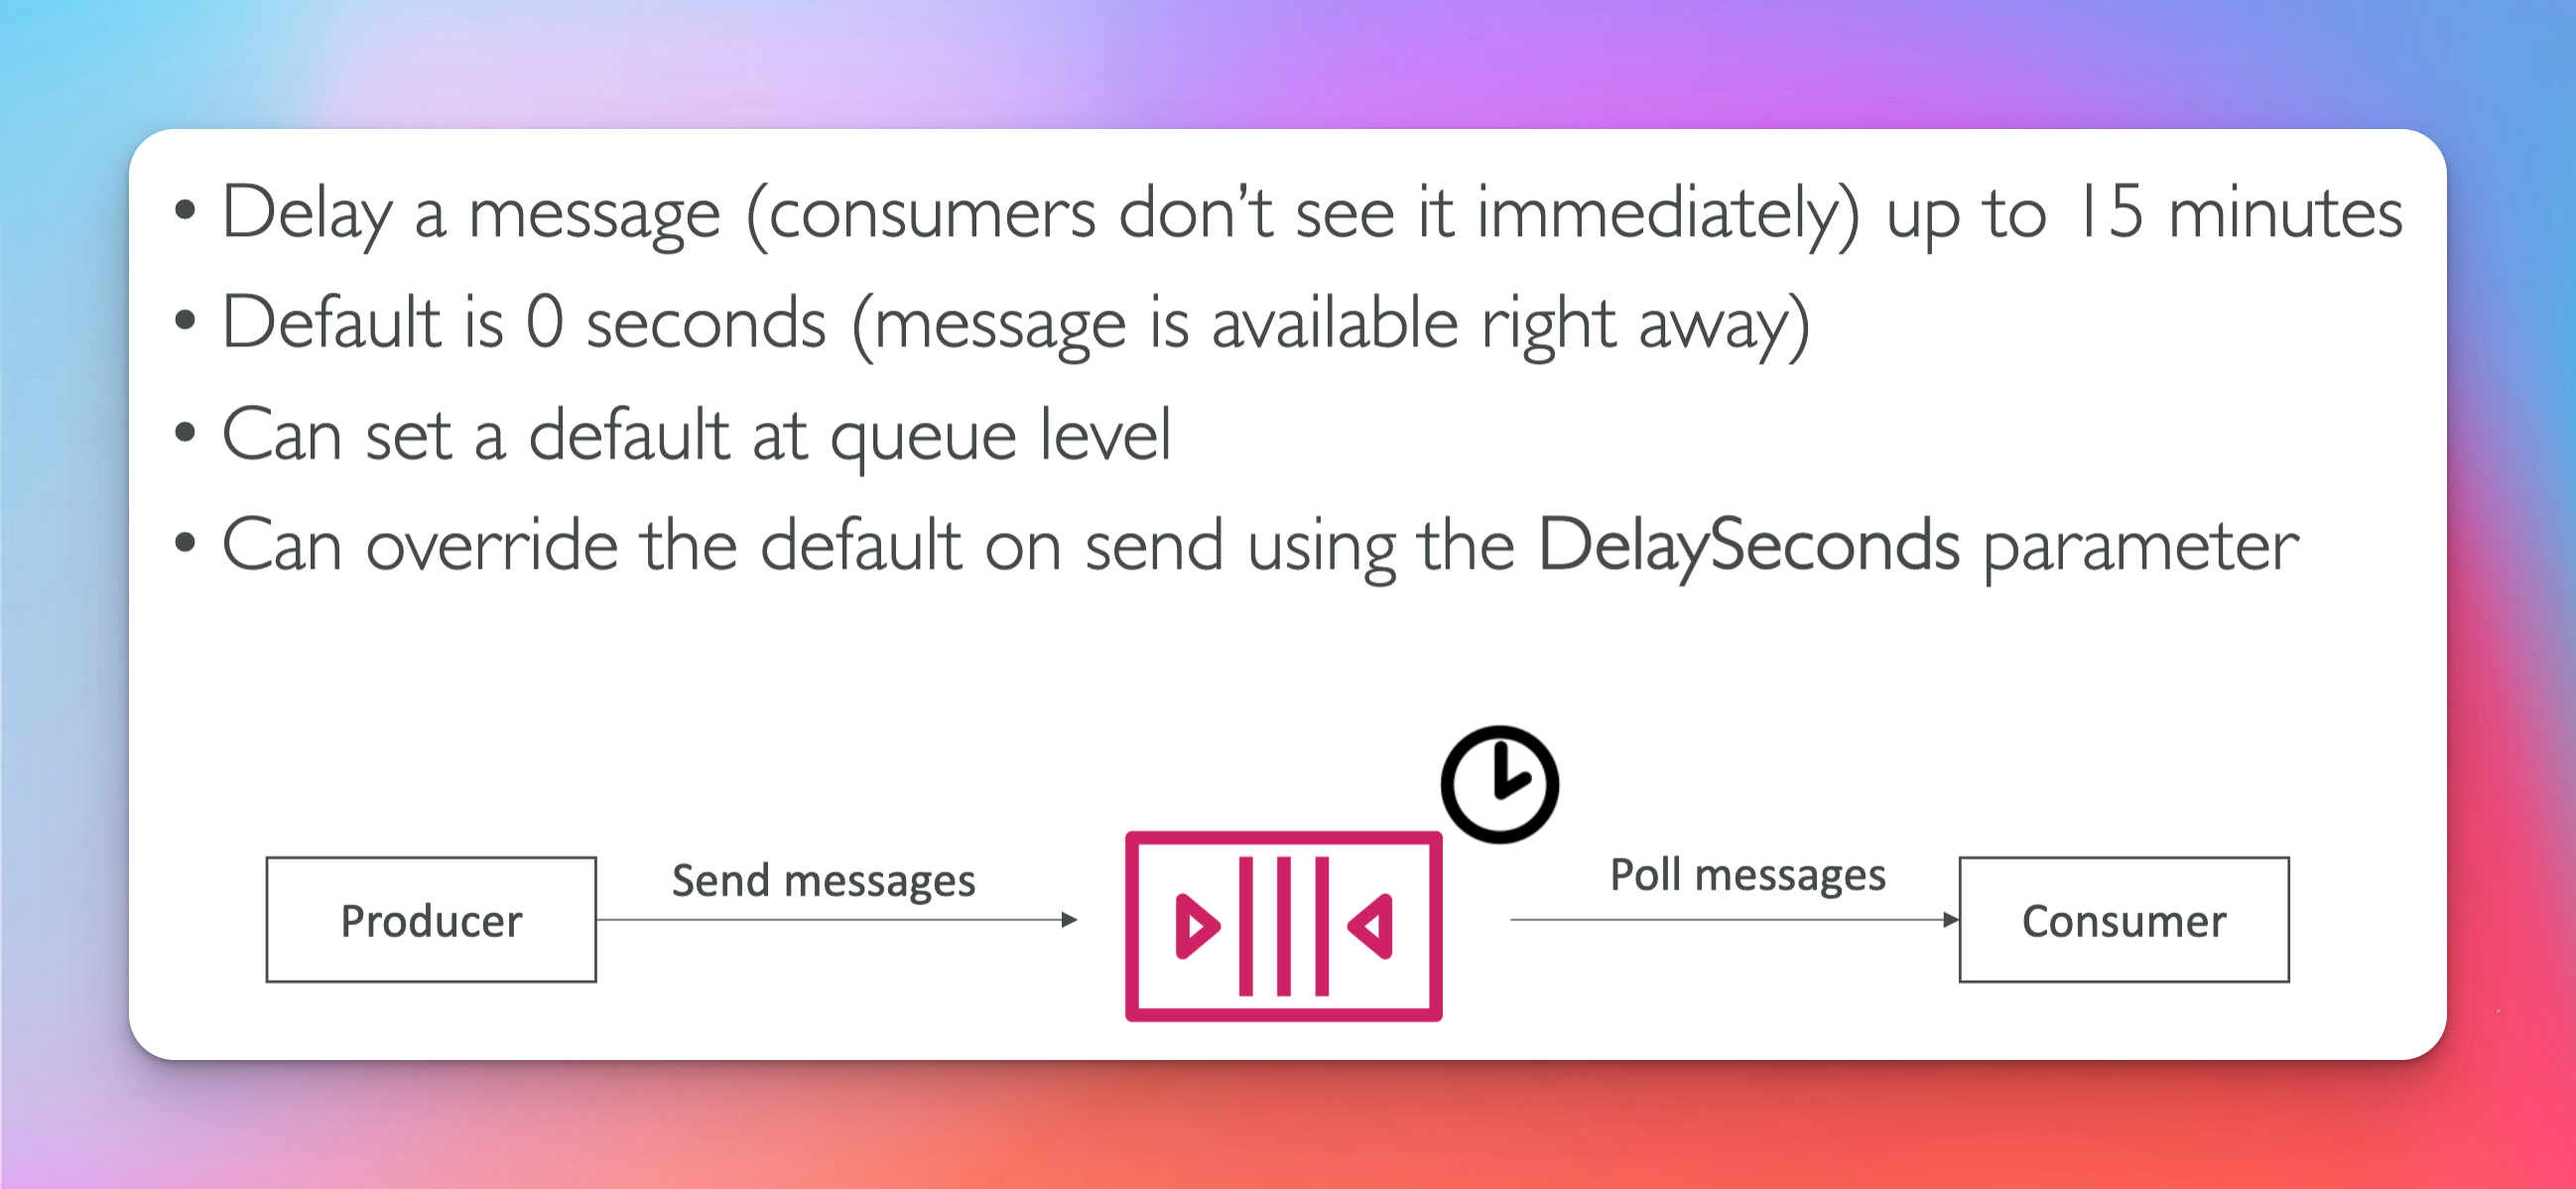 • Delay a message (consumers don’t see it immediately) up to 15 minutes
• Default is 0 seconds (message is available right away)
• Can set a default at queue level
• Can override the default on send using the DelaySeconds parameter
Producer
Send messages
Poll messages
Consumer